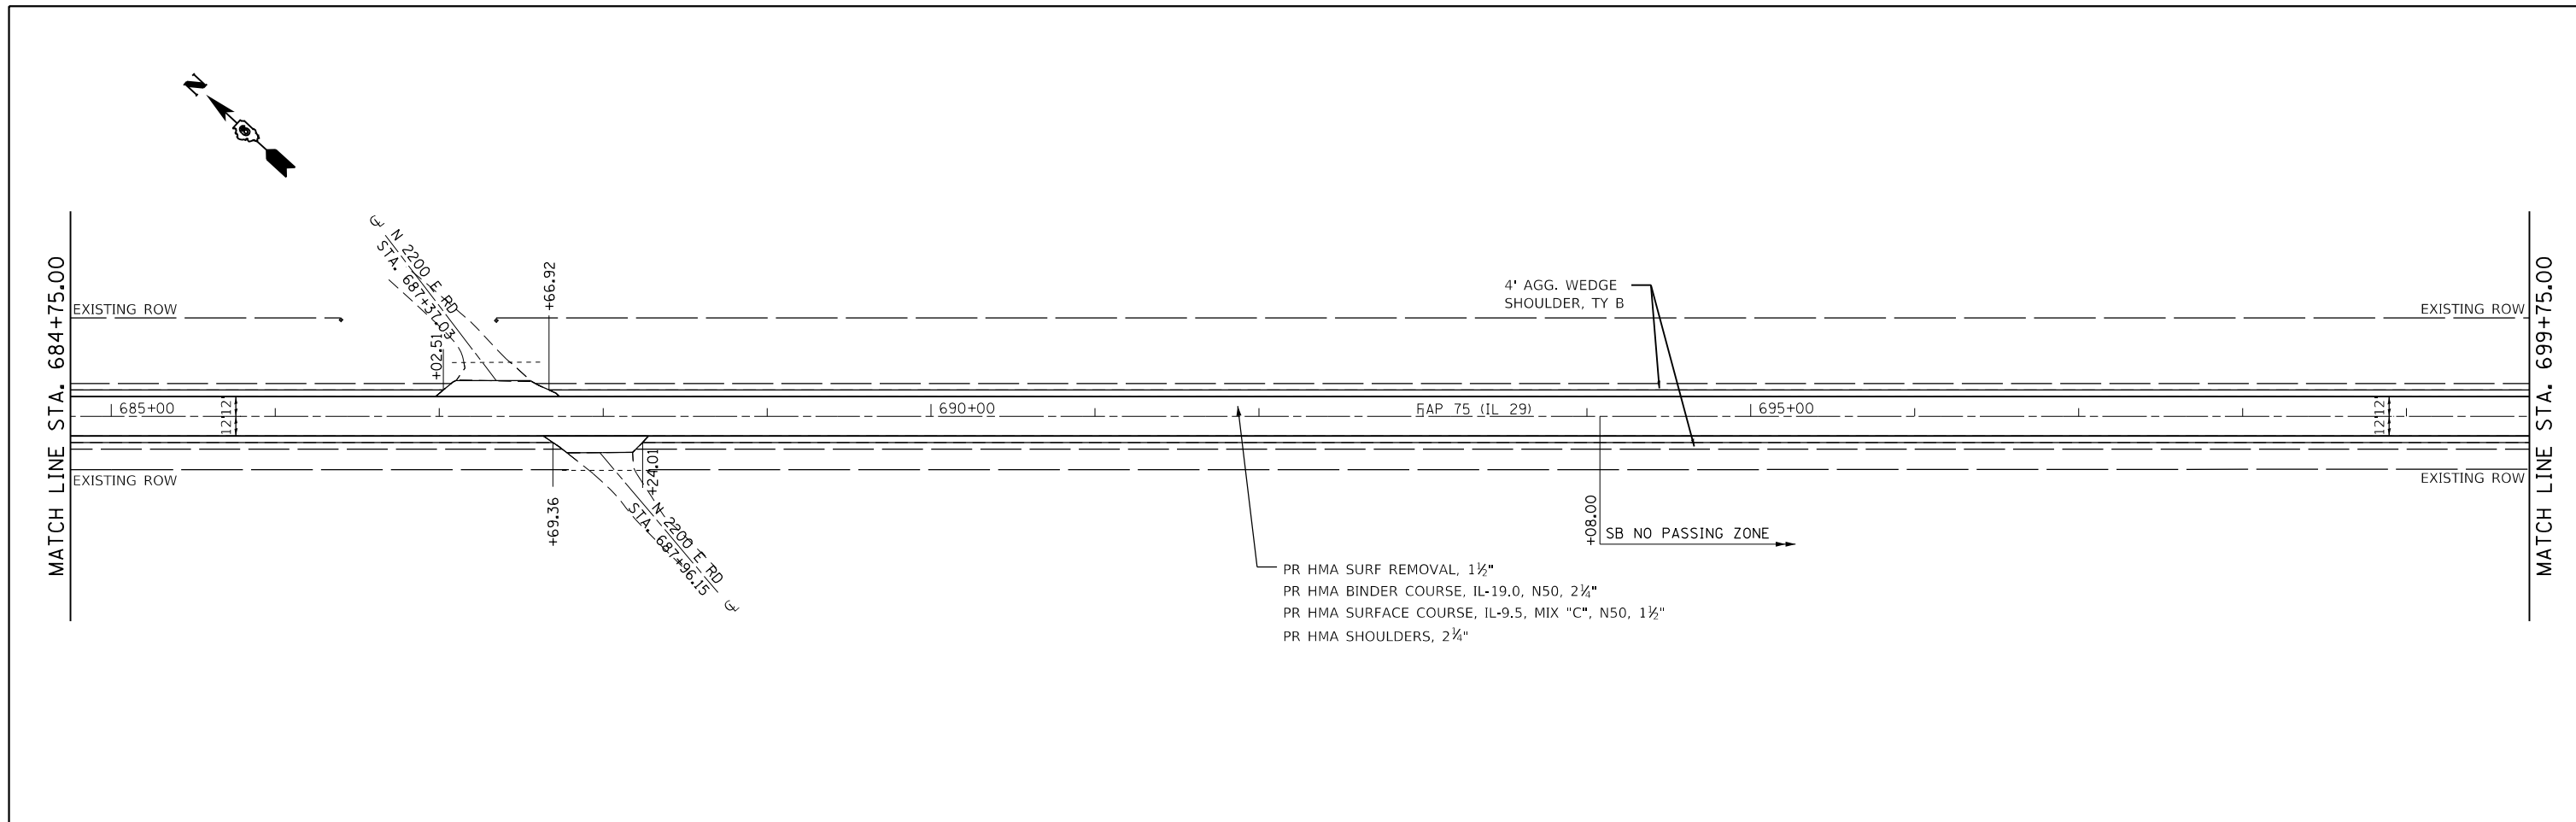 N
℄ N 2200 E RD
STA. 687+37.03
+66.92
+02.51
4' AGG. WEDGE
SHOULDER, TY B
MATCH LINE STA. 684+75.00
MATCH LINE STA. 699+75.00
EXISTING ROW
EXISTING ROW
685+00
690+00
FAP 75 (IL 29)
695+00
12'
12'
12'
12'
EXISTING ROW
EXISTING ROW
+69.36
+24.01
N 2200 E RD ℄
STA. 687+96.15
+08.00
SB NO PASSING ZONE
PR HMA SURF REMOVAL, 1½"
PR HMA BINDER COURSE, IL-19.0, N50, 2¼"
PR HMA SURFACE COURSE, IL-9.5, MIX "C", N50, 1½"
PR HMA SHOULDERS, 2¼"